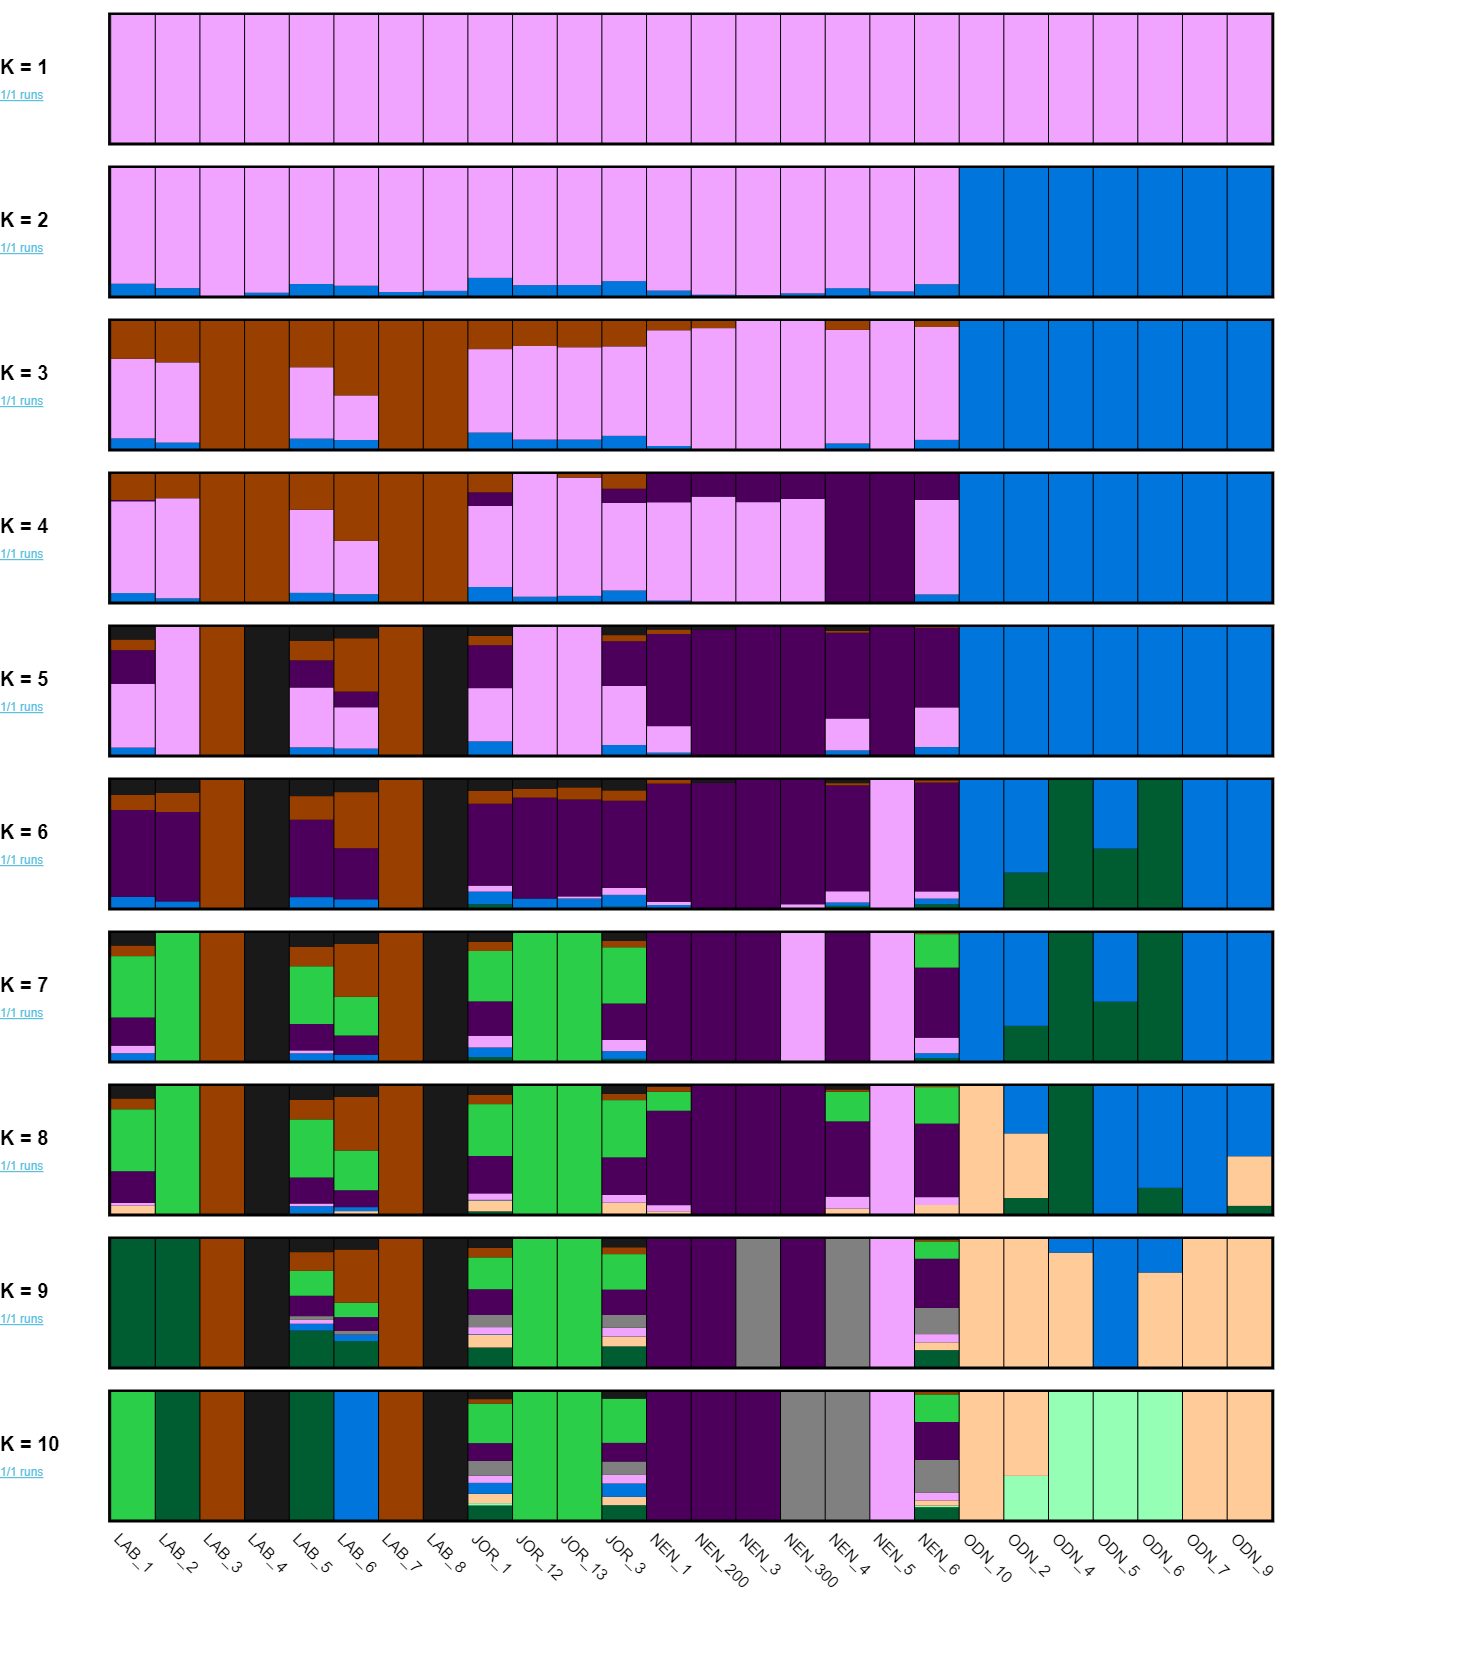 K = 1
1/1 runs
K = 2
1/1 runs
K = 3
1/1 runs
K = 4
1/1 runs
K = 5
1/1 runs
K = 6
1/1 runs
K = 7
1/1 runs
K = 8
1/1 runs
K = 9
1/1 runs
K = 10
1/1 runs
LAB_1
LAB_2
LAB_3
LAB_4
LAB_5
LAB_6
LAB_7
LAB_8
JOR_1
JOR_12
JOR_13
JOR_3
NEN_1
NEN_200
NEN_3
NEN_300
NEN_4
NEN_5
NEN_6
ODN_10
ODN_2
ODN_4
ODN_5
ODN_6
ODN_7
ODN_9